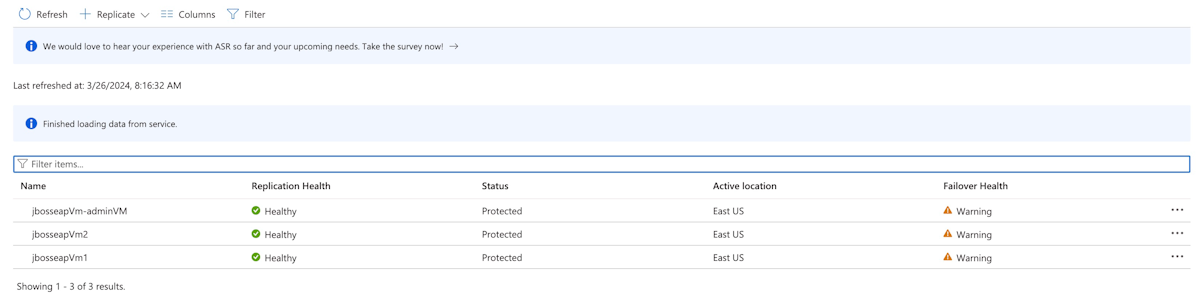 Refresh Replicate Columns Filter
We would love to hear your experience with ASR so far and your upcoming needs. Take the survey now! →
Last refreshed at: 3/26/2024, 8:16:32 AM
Finished loading data from service.
Filter items...
Name Replication Health Status Active location Failover Health
jbosseapVm-adminVM Healthy Protected East US Warning ...
jbosseapVm2 Healthy Protected East US Warning ...
jbosseapVm1 Healthy Protected East US Warning ...
Showing 1 - 3 of 3 results.